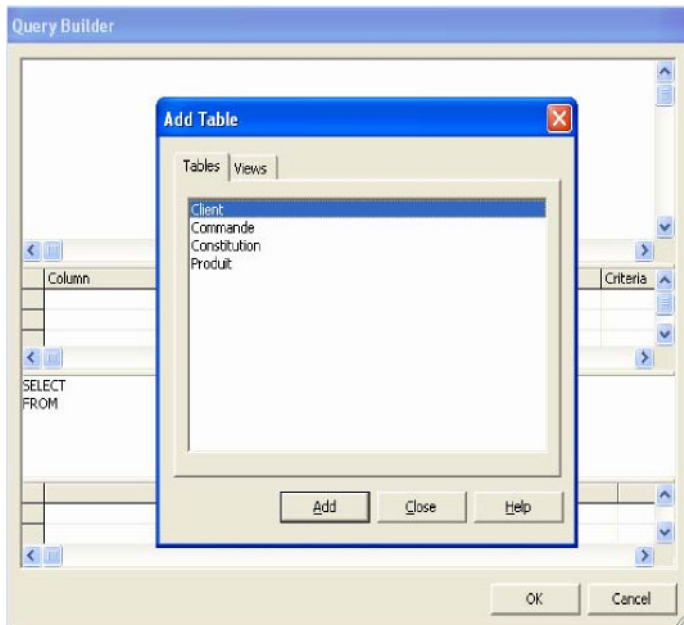 Query Builder
Add Table
Tables Views
Client
Commande
Constitution
Produit
Column Criteria
SELECT
FROM
Add Close Help
OK Cancel